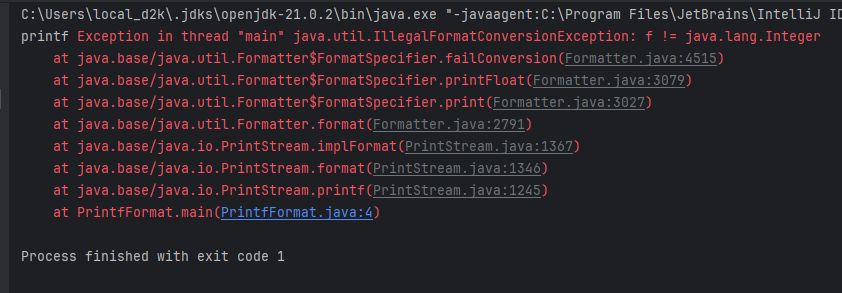 C:\Users\local_d2k\.jdks\openjdk-21.0.2\bin\java.exe "-javaagent:C:\Program Files\JetBrains\IntelliJ ID
printf Exception in thread "main" java.util.IllegalFormatConversionException: f != java.lang.Integer
at java.base/java.util.Formatter$FormatSpecifier.failConversion(Formatter.java:4515)
at java.base/java.util.Formatter$FormatSpecifier.printFloat(Formatter.java:3079)
at java.base/java.util.Formatter$FormatSpecifier.print(Formatter.java:3027)
at java.base/java.util.Formatter.format(Formatter.java:2791)
at java.base/java.io.PrintStream.implFormat(PrintStream.java:1367)
at java.base/java.io.PrintStream.format(PrintStream.java:1346)
at java.base/java.io.PrintStream.printf(PrintStream.java:1245)
at PrintfFormat.main(PrintfFormat.java:4)
Process finished with exit code 1